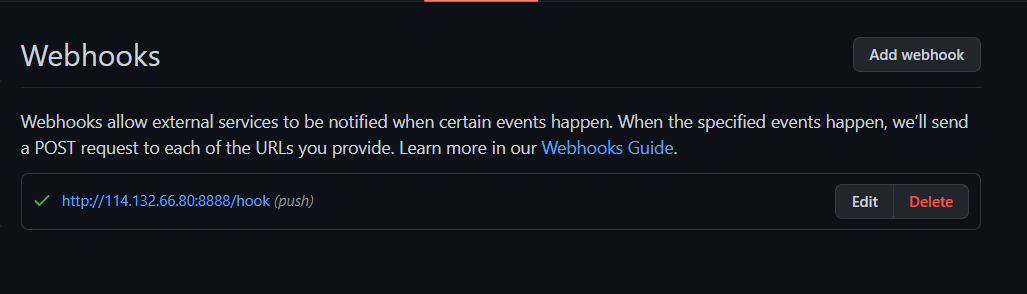 Webhooks
Add webhook
Webhooks allow external services to be notified when certain events happen. When the specified events happen, we’ll send
a POST request to each of the URLs you provide. Learn more in our Webhooks Guide.
http://114.132.66.80:8888/hook (push)
Edit
Delete